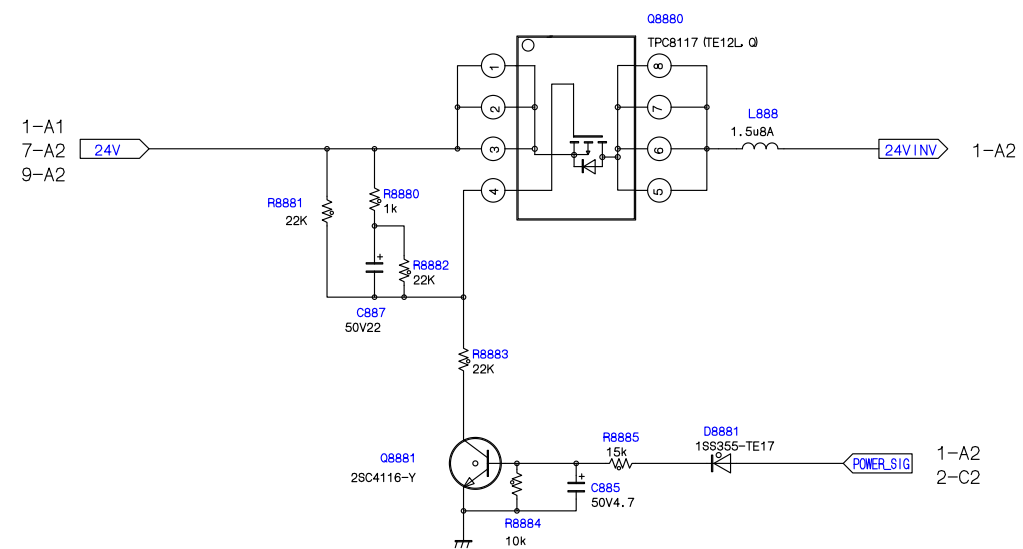 Q8880
TPC8117 (TE12L, Q)
1
2
3
4
8
7
6
5
1-A1
7-A2
9-A2
24V
L888
1.5u8A
24VINV
1-A2
R8881
22K
R8880
1k
R8882
22K
C887
50V22
R8883
22K
Q8881
2SC4116-Y
R8885
15k
D8881
1SS355-TE17
POWER_SIG
1-A2
2-C2
+
+
C885
50V4.7
R8884
10k